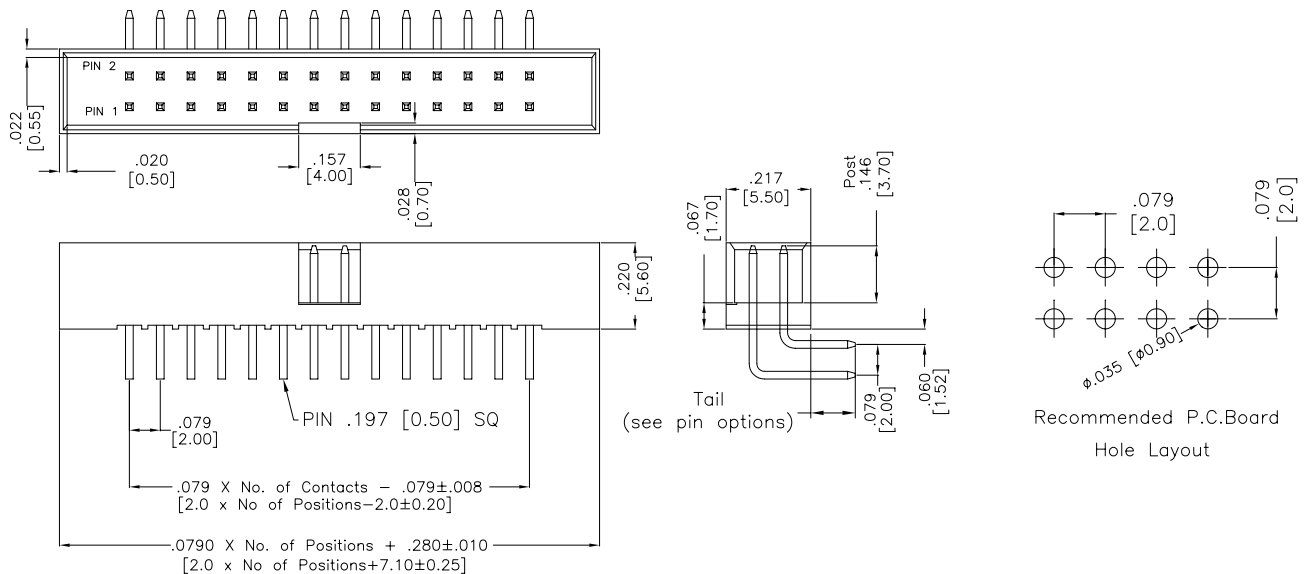 PIN 2
PIN 1
.022
[0.55]
.020
[0.50]
.157
[4.00]
.028
[0.70]
.220
[5.60]
PIN .197 [0.50] SQ
.079
[2.00]
.079 X No. of Contacts - .079±.008
[2.0 x No of Positions-2.0±0.20]
.0790 X No. of Positions + .280±.010
[2.0 x No of Positions+7.10±0.25]
.067
[1.70]
.217
[5.50]
Post
.146
[3.70]
Tail
(see pin options)
.079
[2.00]
.060
[1.52]
.079
[2.0]
.079
[2.0]
ø.035 [ø0.90]
Recommended P.C.Board
Hole Layout